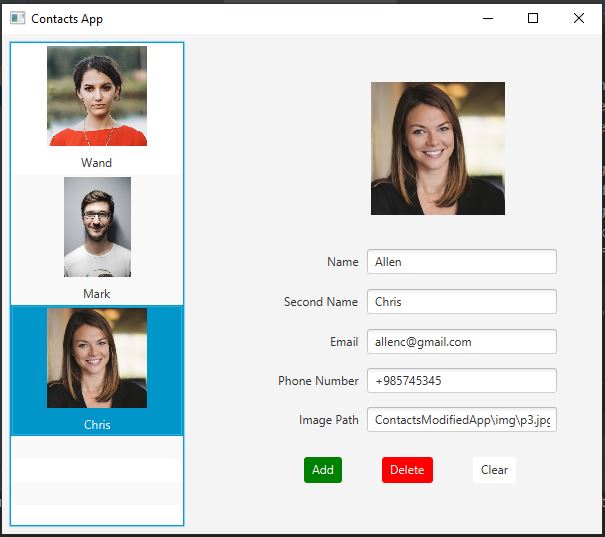 Contacts App
Wand
Mark
Chris
Name Allen
Second Name Chris
Email allenc@gmail.com
Phone Number +985745345
Image Path ContactsModifiedApp\img\p3.jpg
Add Delete Clear